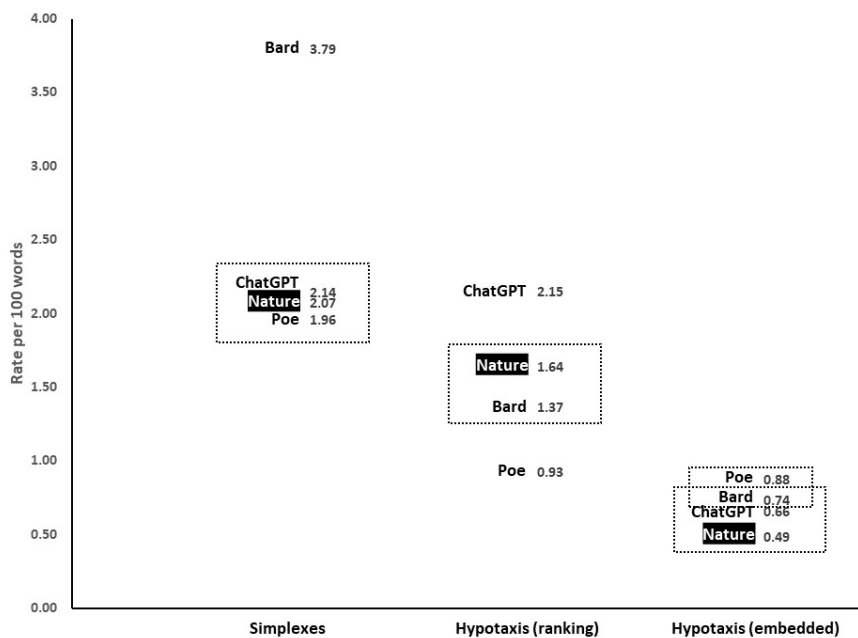 4.00
Bard 3.79
3.50
3.00
2.50
ChatGPT 2.14
Nature 2.07
Poe 1.96
ChatGPT 2.15
2.00
Nature 1.64
1.50
Bard 1.37
1.00
Poe 0.93
Poe 0.88
Bard 0.74
ChatGPT 0.66
0.50
Nature 0.49
0.00
Rate per 100 words
Simplexes Hypotaxis (ranking) Hypotaxis (embedded)